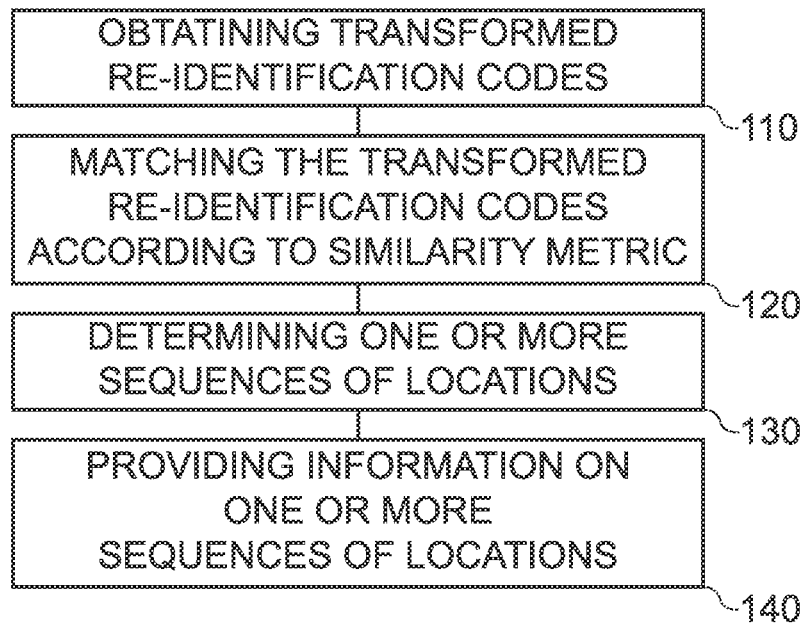 OBTATINING TRANSFORMED
RE-IDENTIFICATION CODES
110
MATCHING THE TRANSFORMED
RE-IDENTIFICATION CODES
ACCORDING TO SIMILARITY METRIC
120
DETERMINING ONE OR MORE
SEQUENCES OF LOCATIONS
130
PROVIDING INFORMATION ON
ONE OR MORE
SEQUENCES OF LOCATIONS
140